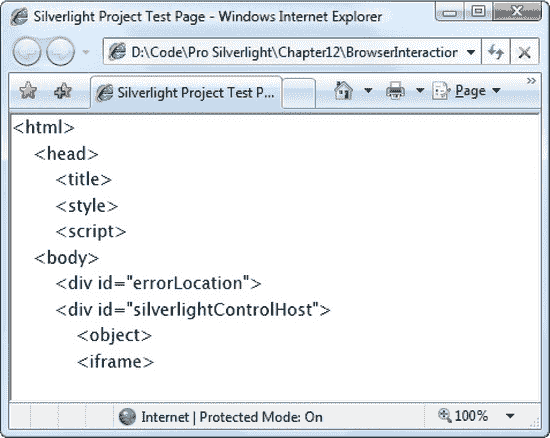 Silverlight Project Test Page - Windows Internet Explorer
D:\Code\Pro Silverlight\Chapter12\BrowserInteraction
Silverlight Project Test P...
Page
»
<html>
<head>
<title>
<style>
<script>
<body>
<div id="errorLocation">
<div id="silverlightControlHost">
<object>
<iframe>
Internet | Protected Mode: On
100%